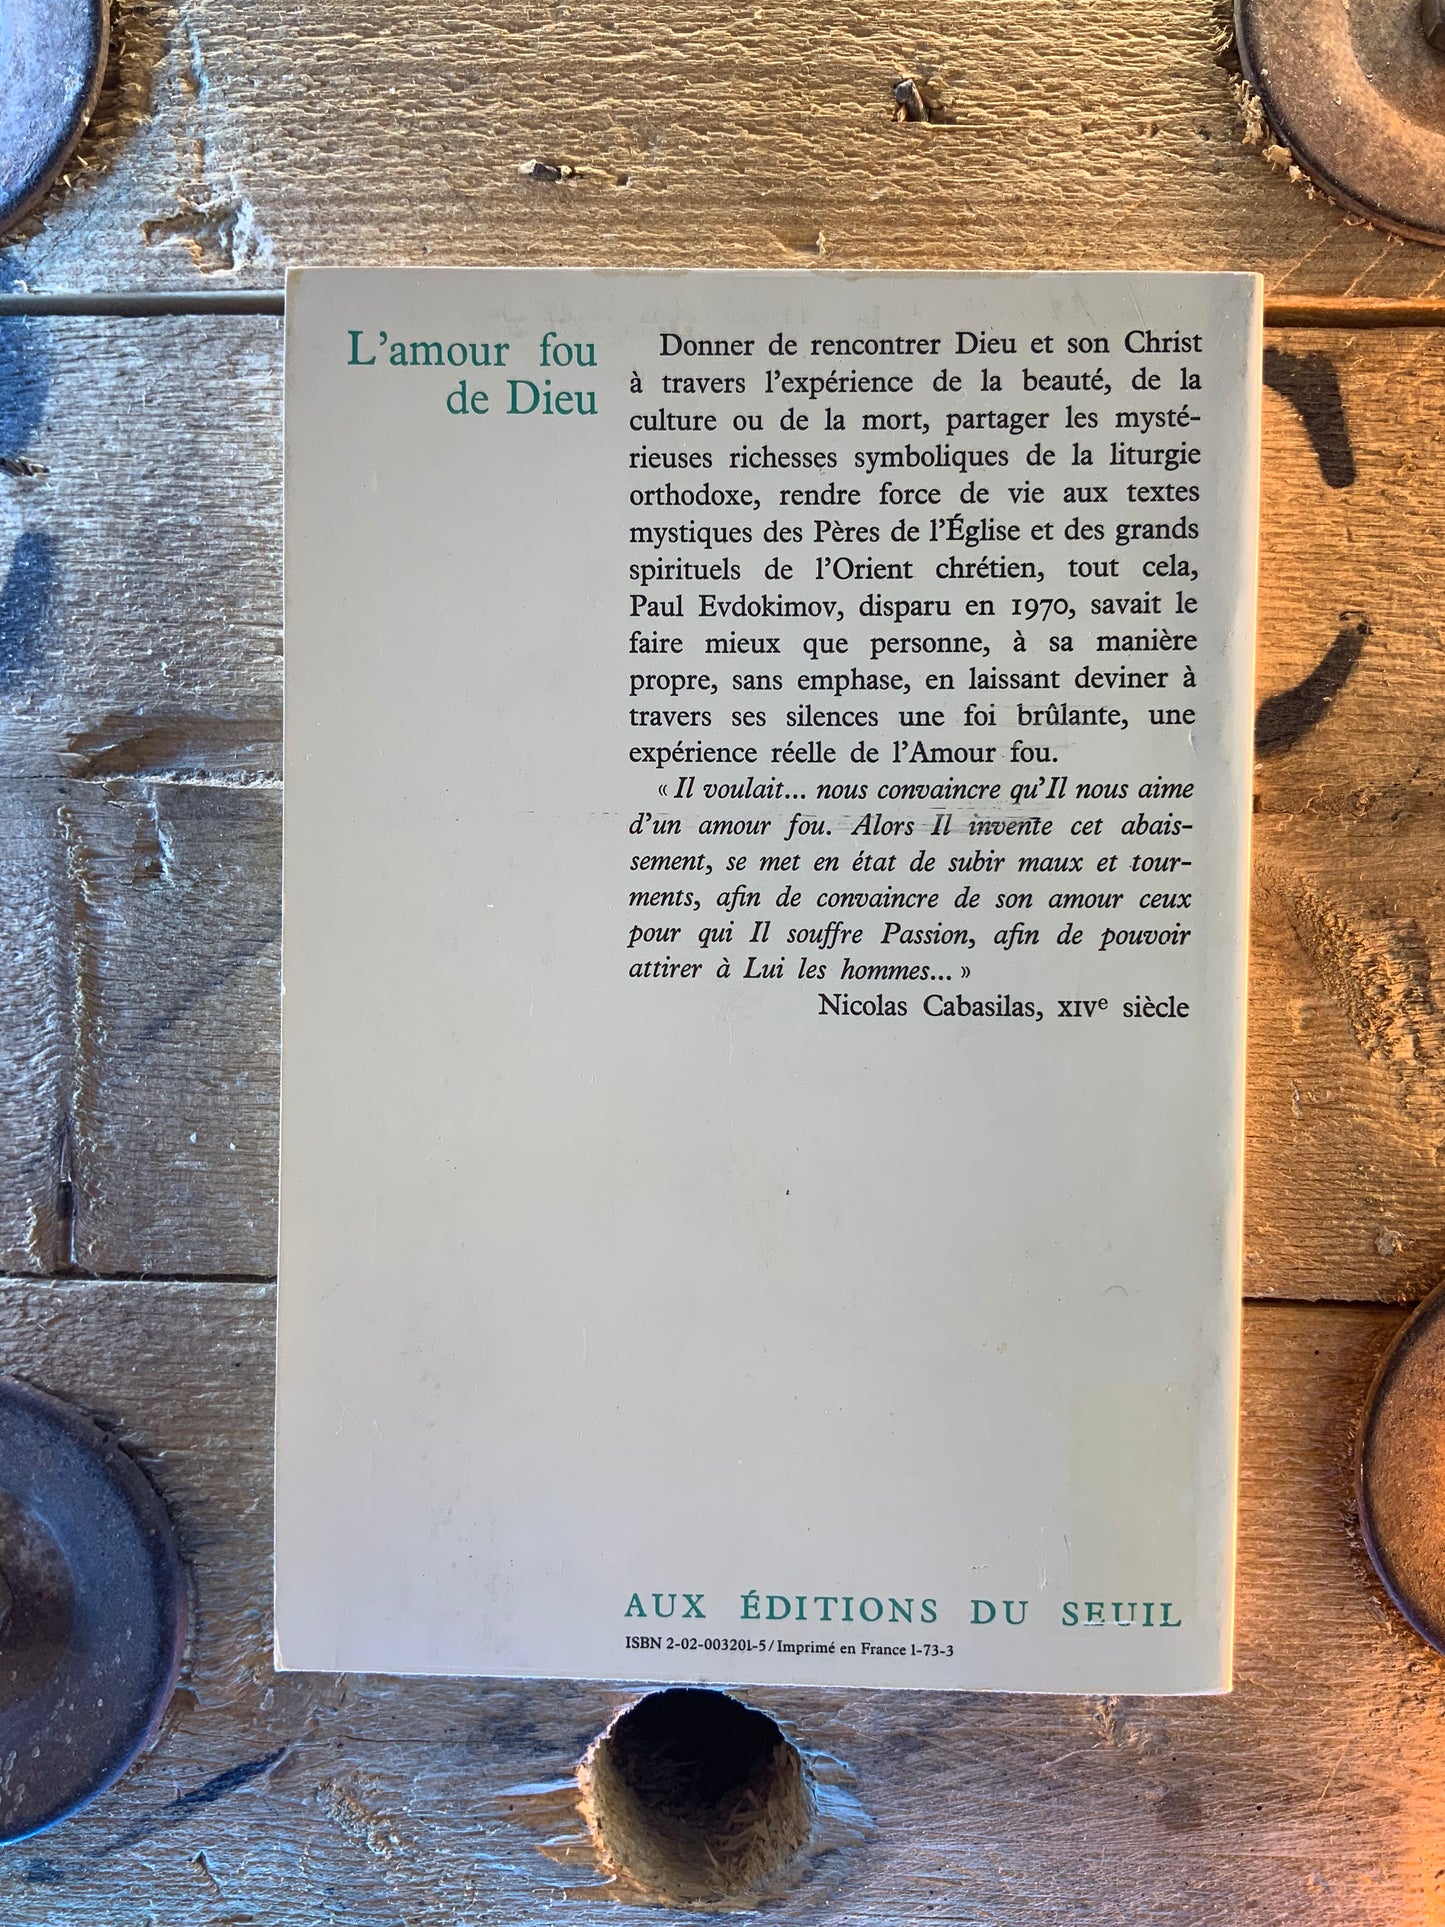 L'amour fou
de Dieu
Donner de rencontrer Dieu et son Christ
à travers l'expérience de la beauté, de la
culture ou de la mort, partager les mysté-
rieuses richesses symboliques de la liturgie
orthodoxe, rendre force de vie aux textes
mystiques des Pères de l'Église et des grands
spirituels de l'Orient chrétien, tout cela,
Paul Evdokimov, disparu en 1970, savait le
faire mieux que personne, à sa manière
propre, sans emphase, en laissant deviner à
travers ses silences une foi brûlante, une
expérience réelle de l'Amour fou.
« Il voulait... nous convaincre qu'Il nous aime
d'un amour fou. Alors Il invente cet abais-
sement, se met en état de subir maux et tour-
ments, afin de convaincre de son amour ceux
pour qui Il souffre Passion, afin de pouvoir
attirer à Lui les hommes... »
Nicolas Cabasilas, XIVe siècle
AUX ÉDITIONS DU SEUIL
ISBN 2-02-003201-5/Imprimé en France 1-73-3